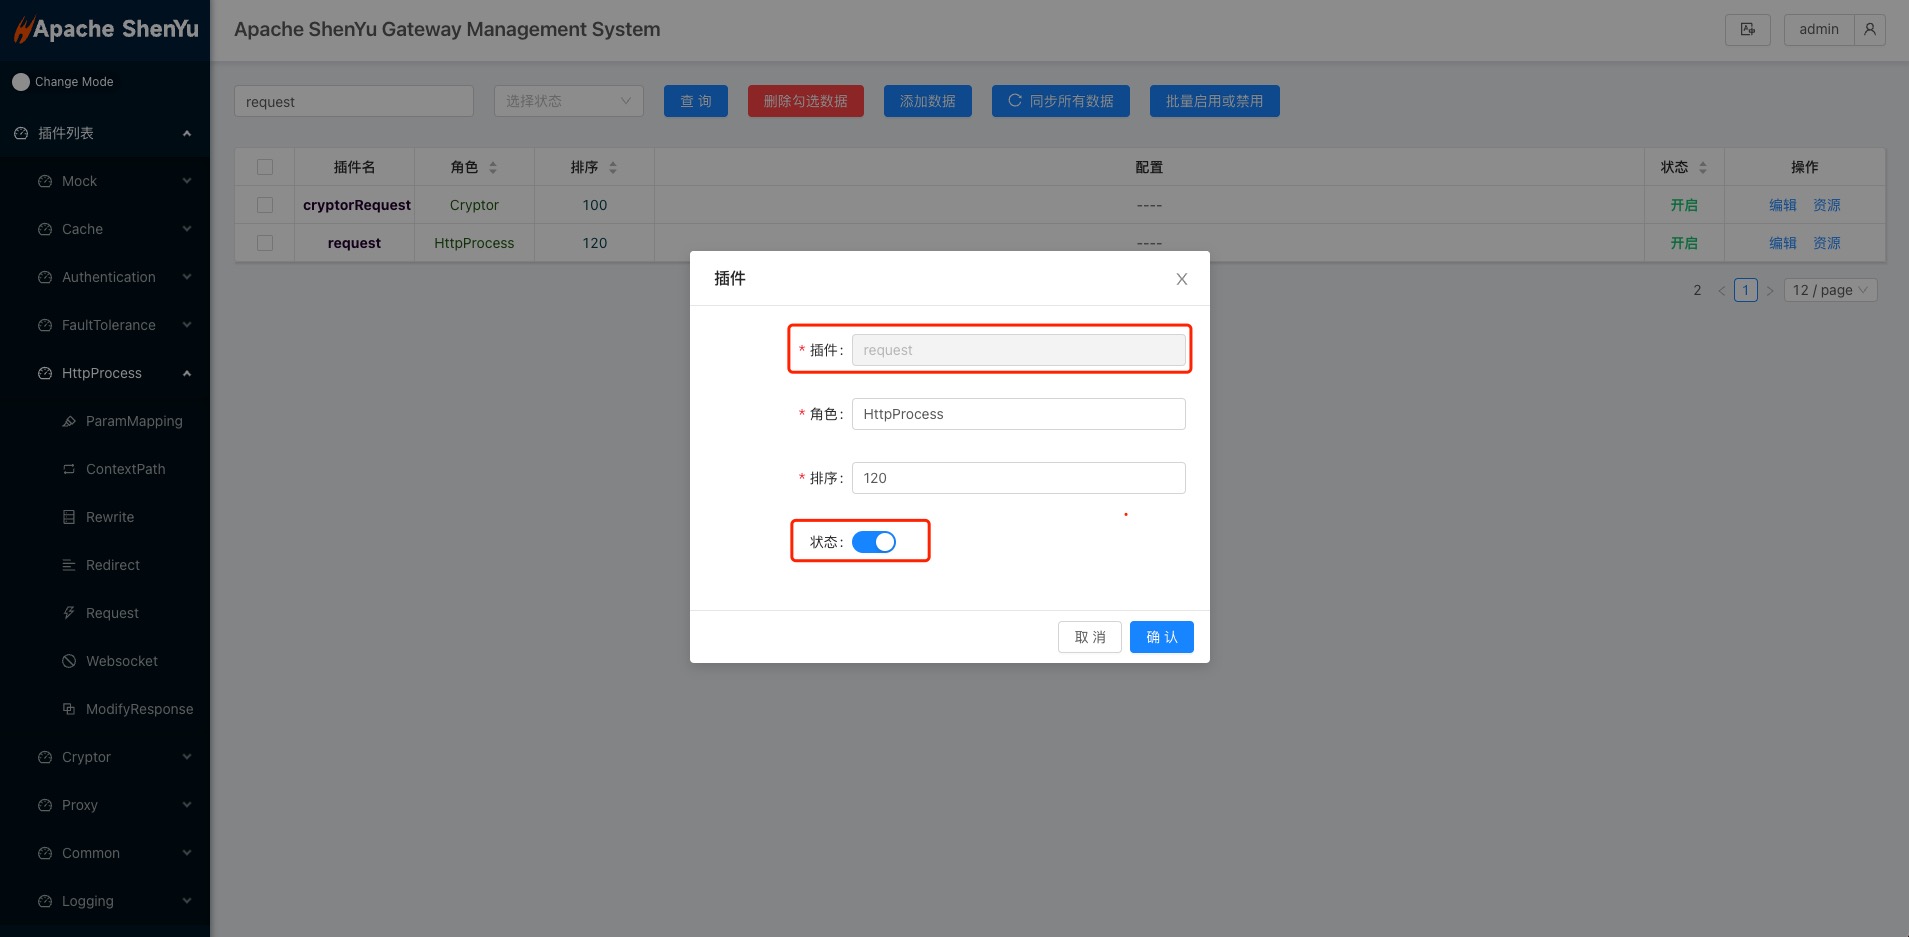 Apache ShenYu
Apache ShenYu Gateway Management System
admin
Change Mode
request
选择状态
查 询
删除勾选数据
添加数据
同步所有数据
批量启用或禁用
插件列表
Mock
Cache
Authentication
FaultTolerance
HttpProcess
ParamMapping
ContextPath
Rewrite
Redirect
Request
Websocket
ModifyResponse
Cryptor
Proxy
Common
Logging
插件名 角色 排序 配置 状态 操作
cryptorRequest Cryptor 100 ---- 开启 编辑 资源
request HttpProcess 120 ---- 开启 编辑 资源
2 < 1 > 12 / page
插件
* 插件: request
* 角色: HttpProcess
* 排序: 120
状态:
取 消
确 认